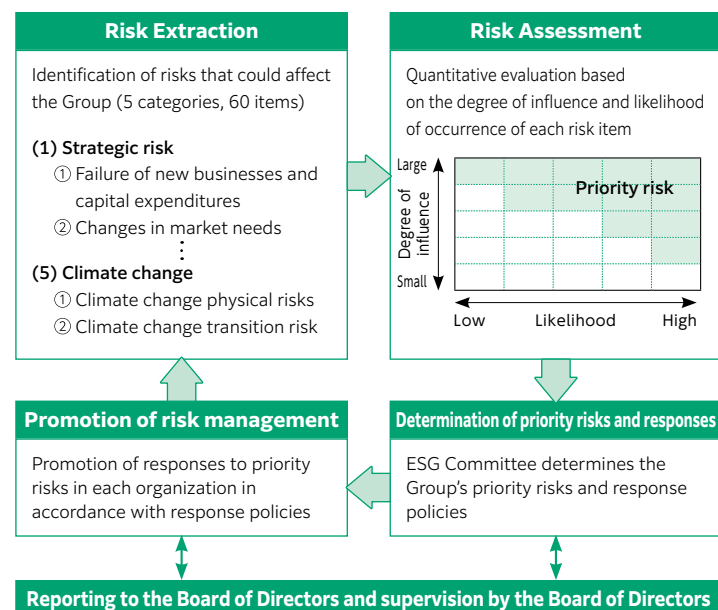 Risk Extraction
Identification of risks that could affect
the Group (5 categories, 60 items)
(1) Strategic risk
① Failure of new businesses and
capital expenditures
② Changes in market needs
⋮
(5) Climate change
① Climate change physical risks
② Climate change transition risk
Risk Assessment
Quantitative evaluation based
on the degree of influence and likelihood
of occurrence of each risk item
Large
Priority risk
Degree of
influence
Small
Low Likelihood High
Determination of priority risks and responses
ESG Committee determines the
Group's priority risks and response
policies
Promotion of risk management
Promotion of responses to priority
risks in each organization in
accordance with response policies
Reporting to the Board of Directors and supervision by the Board of Directors